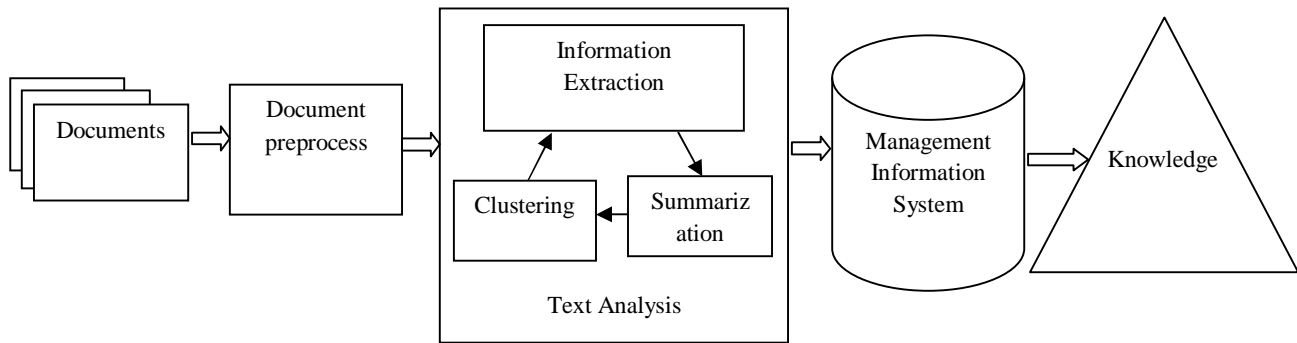 Documents
Document
preprocess
Information
Extraction
Clustering
Summariz
ation
Text Analysis
Management
Information
System
Knowledge